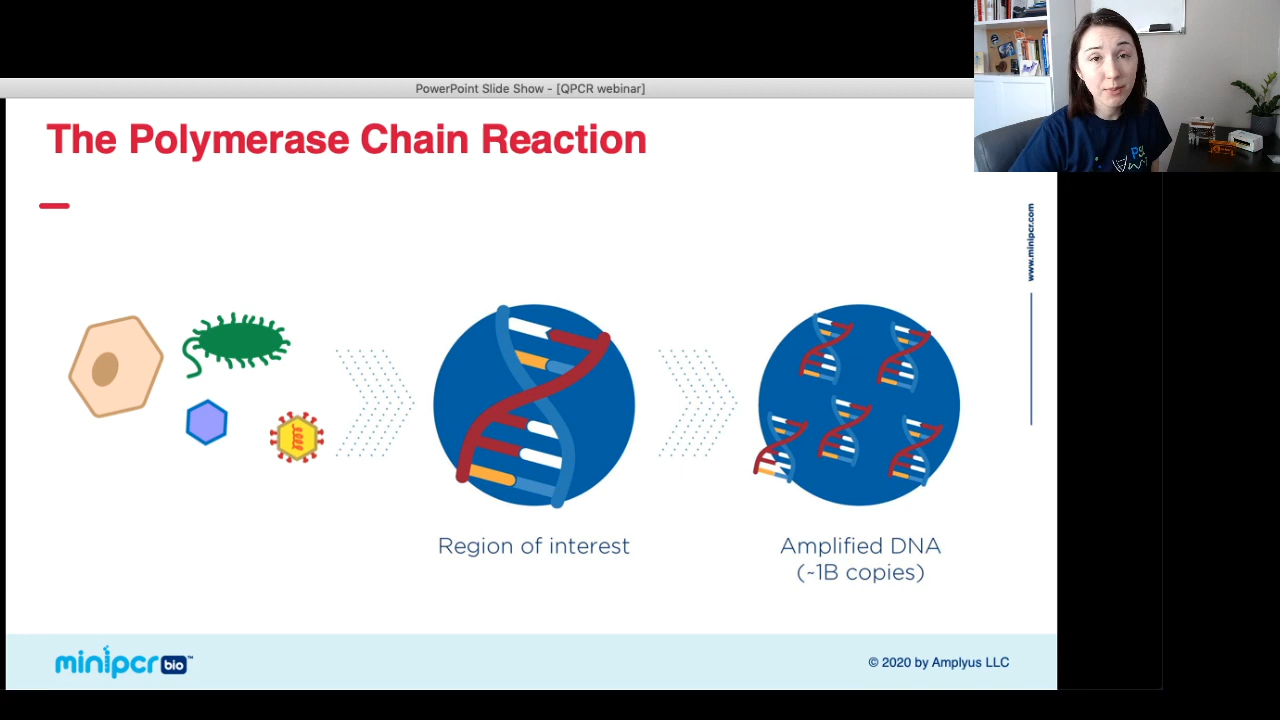 PowerPoint Slide Show - [QPCR webinar]
The Polymerase Chain Reaction
www.minipcr.com
Region of interest
Amplified DNA
(~1B copies)
minipcr bio™
© 2020 by Amplyus LLC